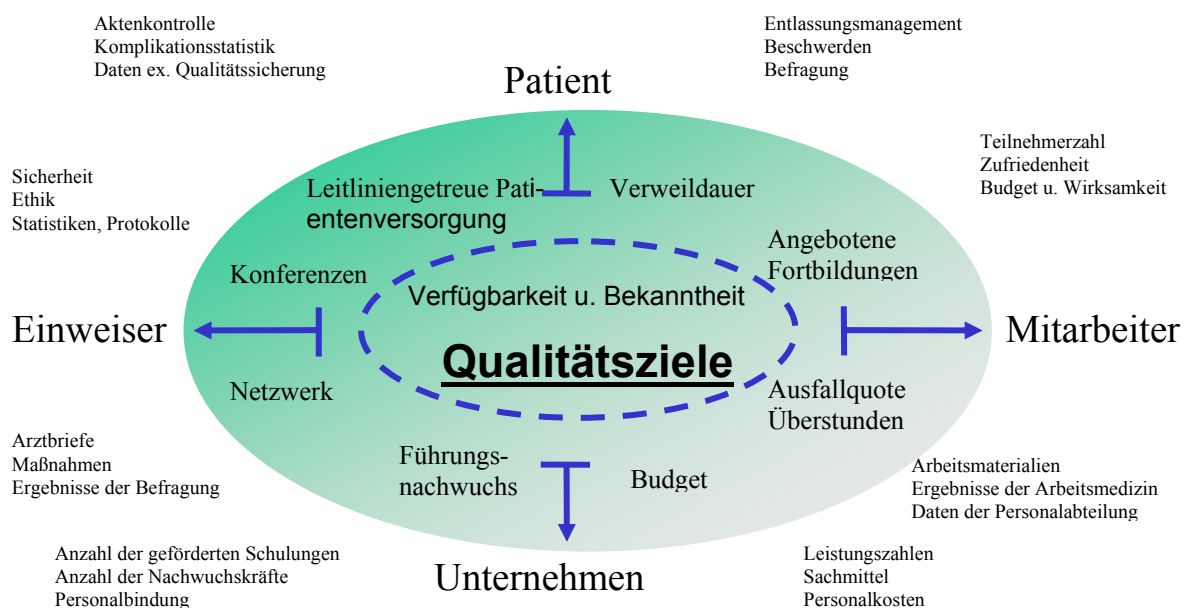 Aktenkontrolle
Komplikationsstatistik
Daten ex. Qualitätssicherung
Entlassungsmanagement
Beschwerden
Befragung
Patient
Teilnehmerzahl
Zufriedenheit
Budget u. Wirksamkeit
Sicherheit
Ethik
Statistiken, Protokolle
Leitliniengetreue Pati-
entenversorgung
Verweildauer
Angebotene
Fortbildungen
Konferenzen
Verfügbarkeit u. Bekanntheit
Einweiser
Mitarbeiter
Qualitätsziele
Netzwerk
Ausfallquote
Überstunden
Arztbriefe
Maßnahmen
Ergebnisse der Befragung
Führungs-
nachwuchs
Budget
Arbeitsmaterialien
Ergebnisse der Arbeitsmedizin
Daten der Personalabteilung
Anzahl der geförderten Schulungen
Anzahl der Nachwuchskräfte
Personalbindung
Unternehmen
Leistungszahlen
Sachmittel
Personalkosten